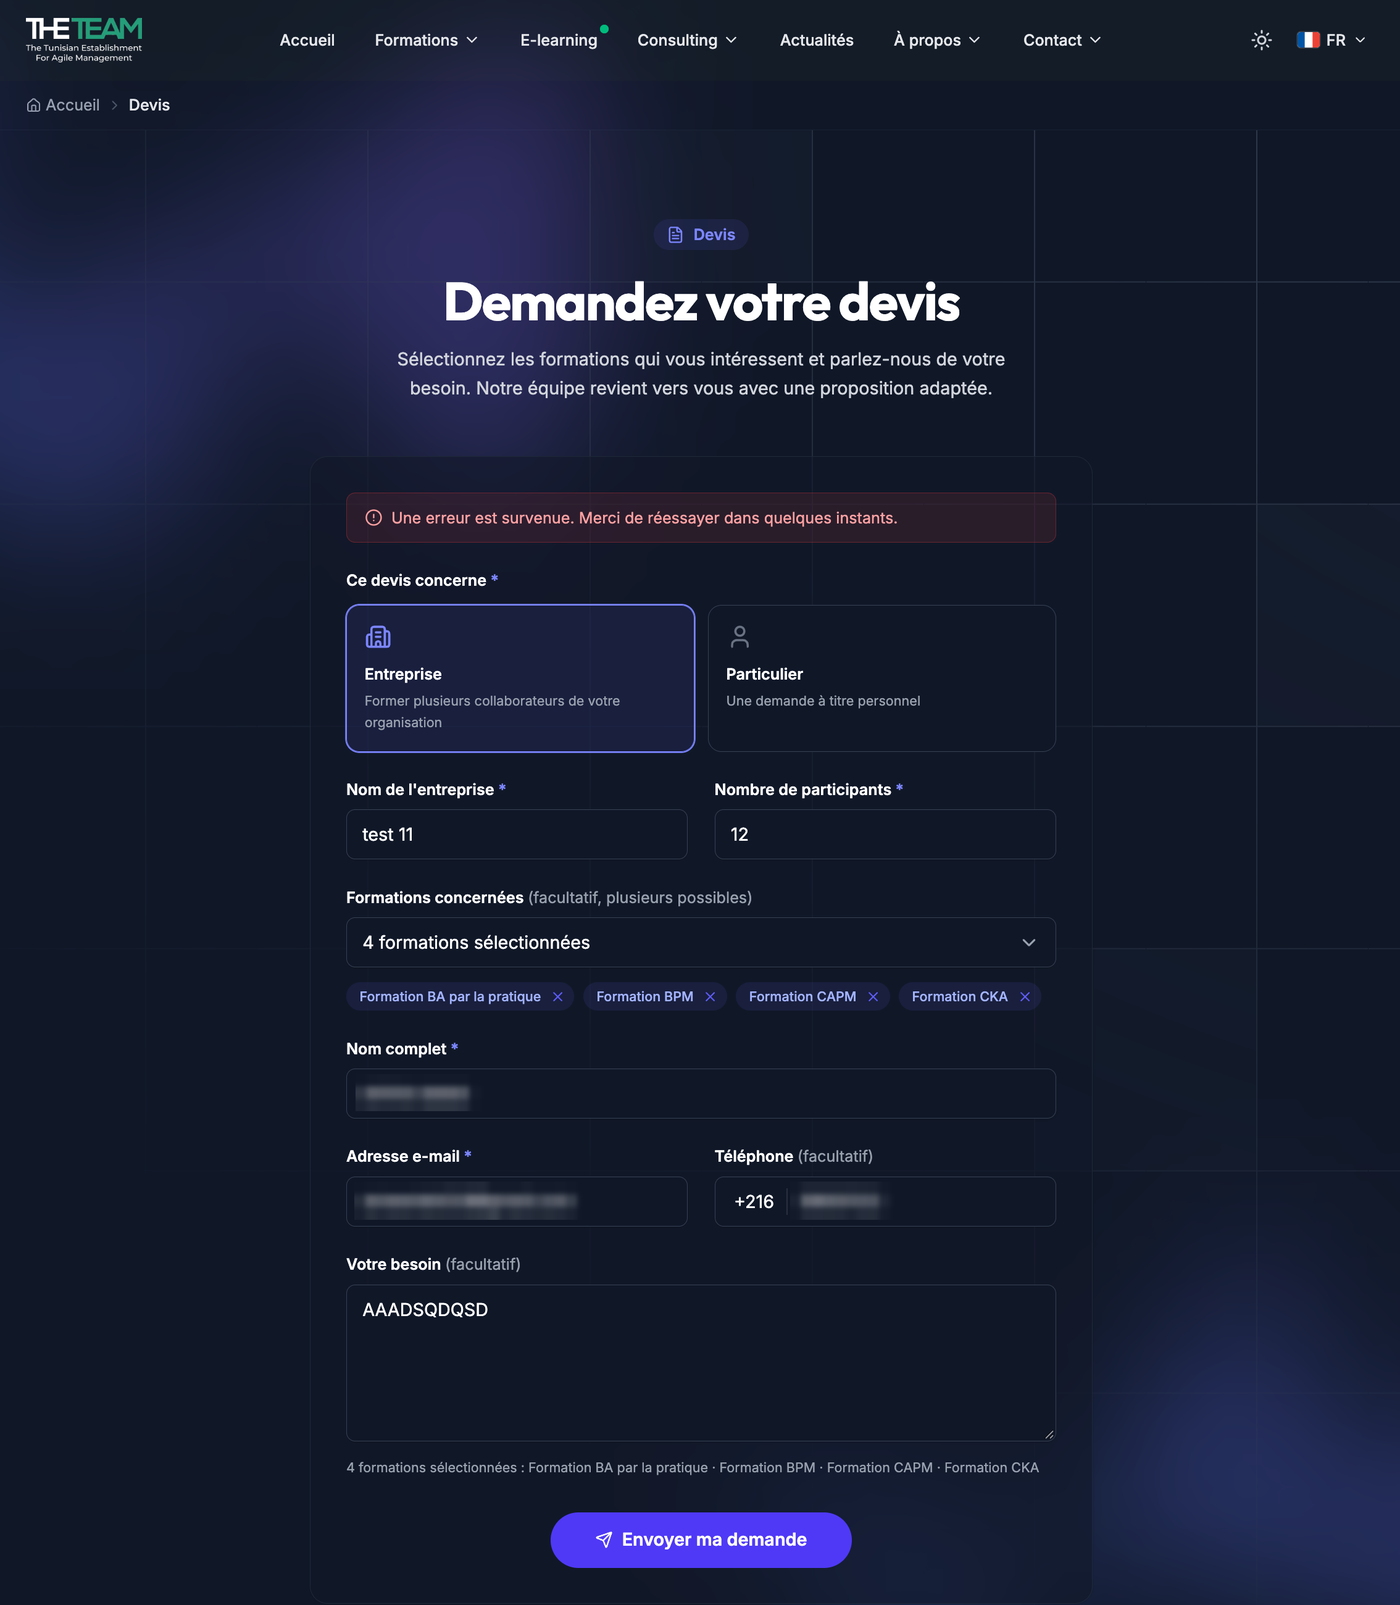 THE TEAM
The Tunisian Establishment
For Agile Management
Accueil
Formations
E-learning
Consulting
Actualités
À propos
Contact
FR
Accueil > Devis
Devis
Demandez votre devis
Sélectionnez les formations qui vous intéressent et parlez-nous de votre
besoin. Notre équipe revient vers vous avec une proposition adaptée.
Une erreur est survenue. Merci de réessayer dans quelques instants.
Ce devis concerne *
Entreprise
Former plusieurs collaborateurs de votre
organisation
Particulier
Une demande à titre personnel
Nom de l'entreprise *
test 11
Nombre de participants *
12
Formations concernées (facultatif, plusieurs possibles)
4 formations sélectionnées
Formation BA par la pratique
Formation BPM
Formation CAPM
Formation CKA
Nom complet *
Adresse e-mail *
Téléphone (facultatif)
+216
Votre besoin (facultatif)
AAADSQDQSD
4 formations sélectionnées : Formation BA par la pratique · Formation BPM · Formation CAPM · Formation CKA
Envoyer ma demande